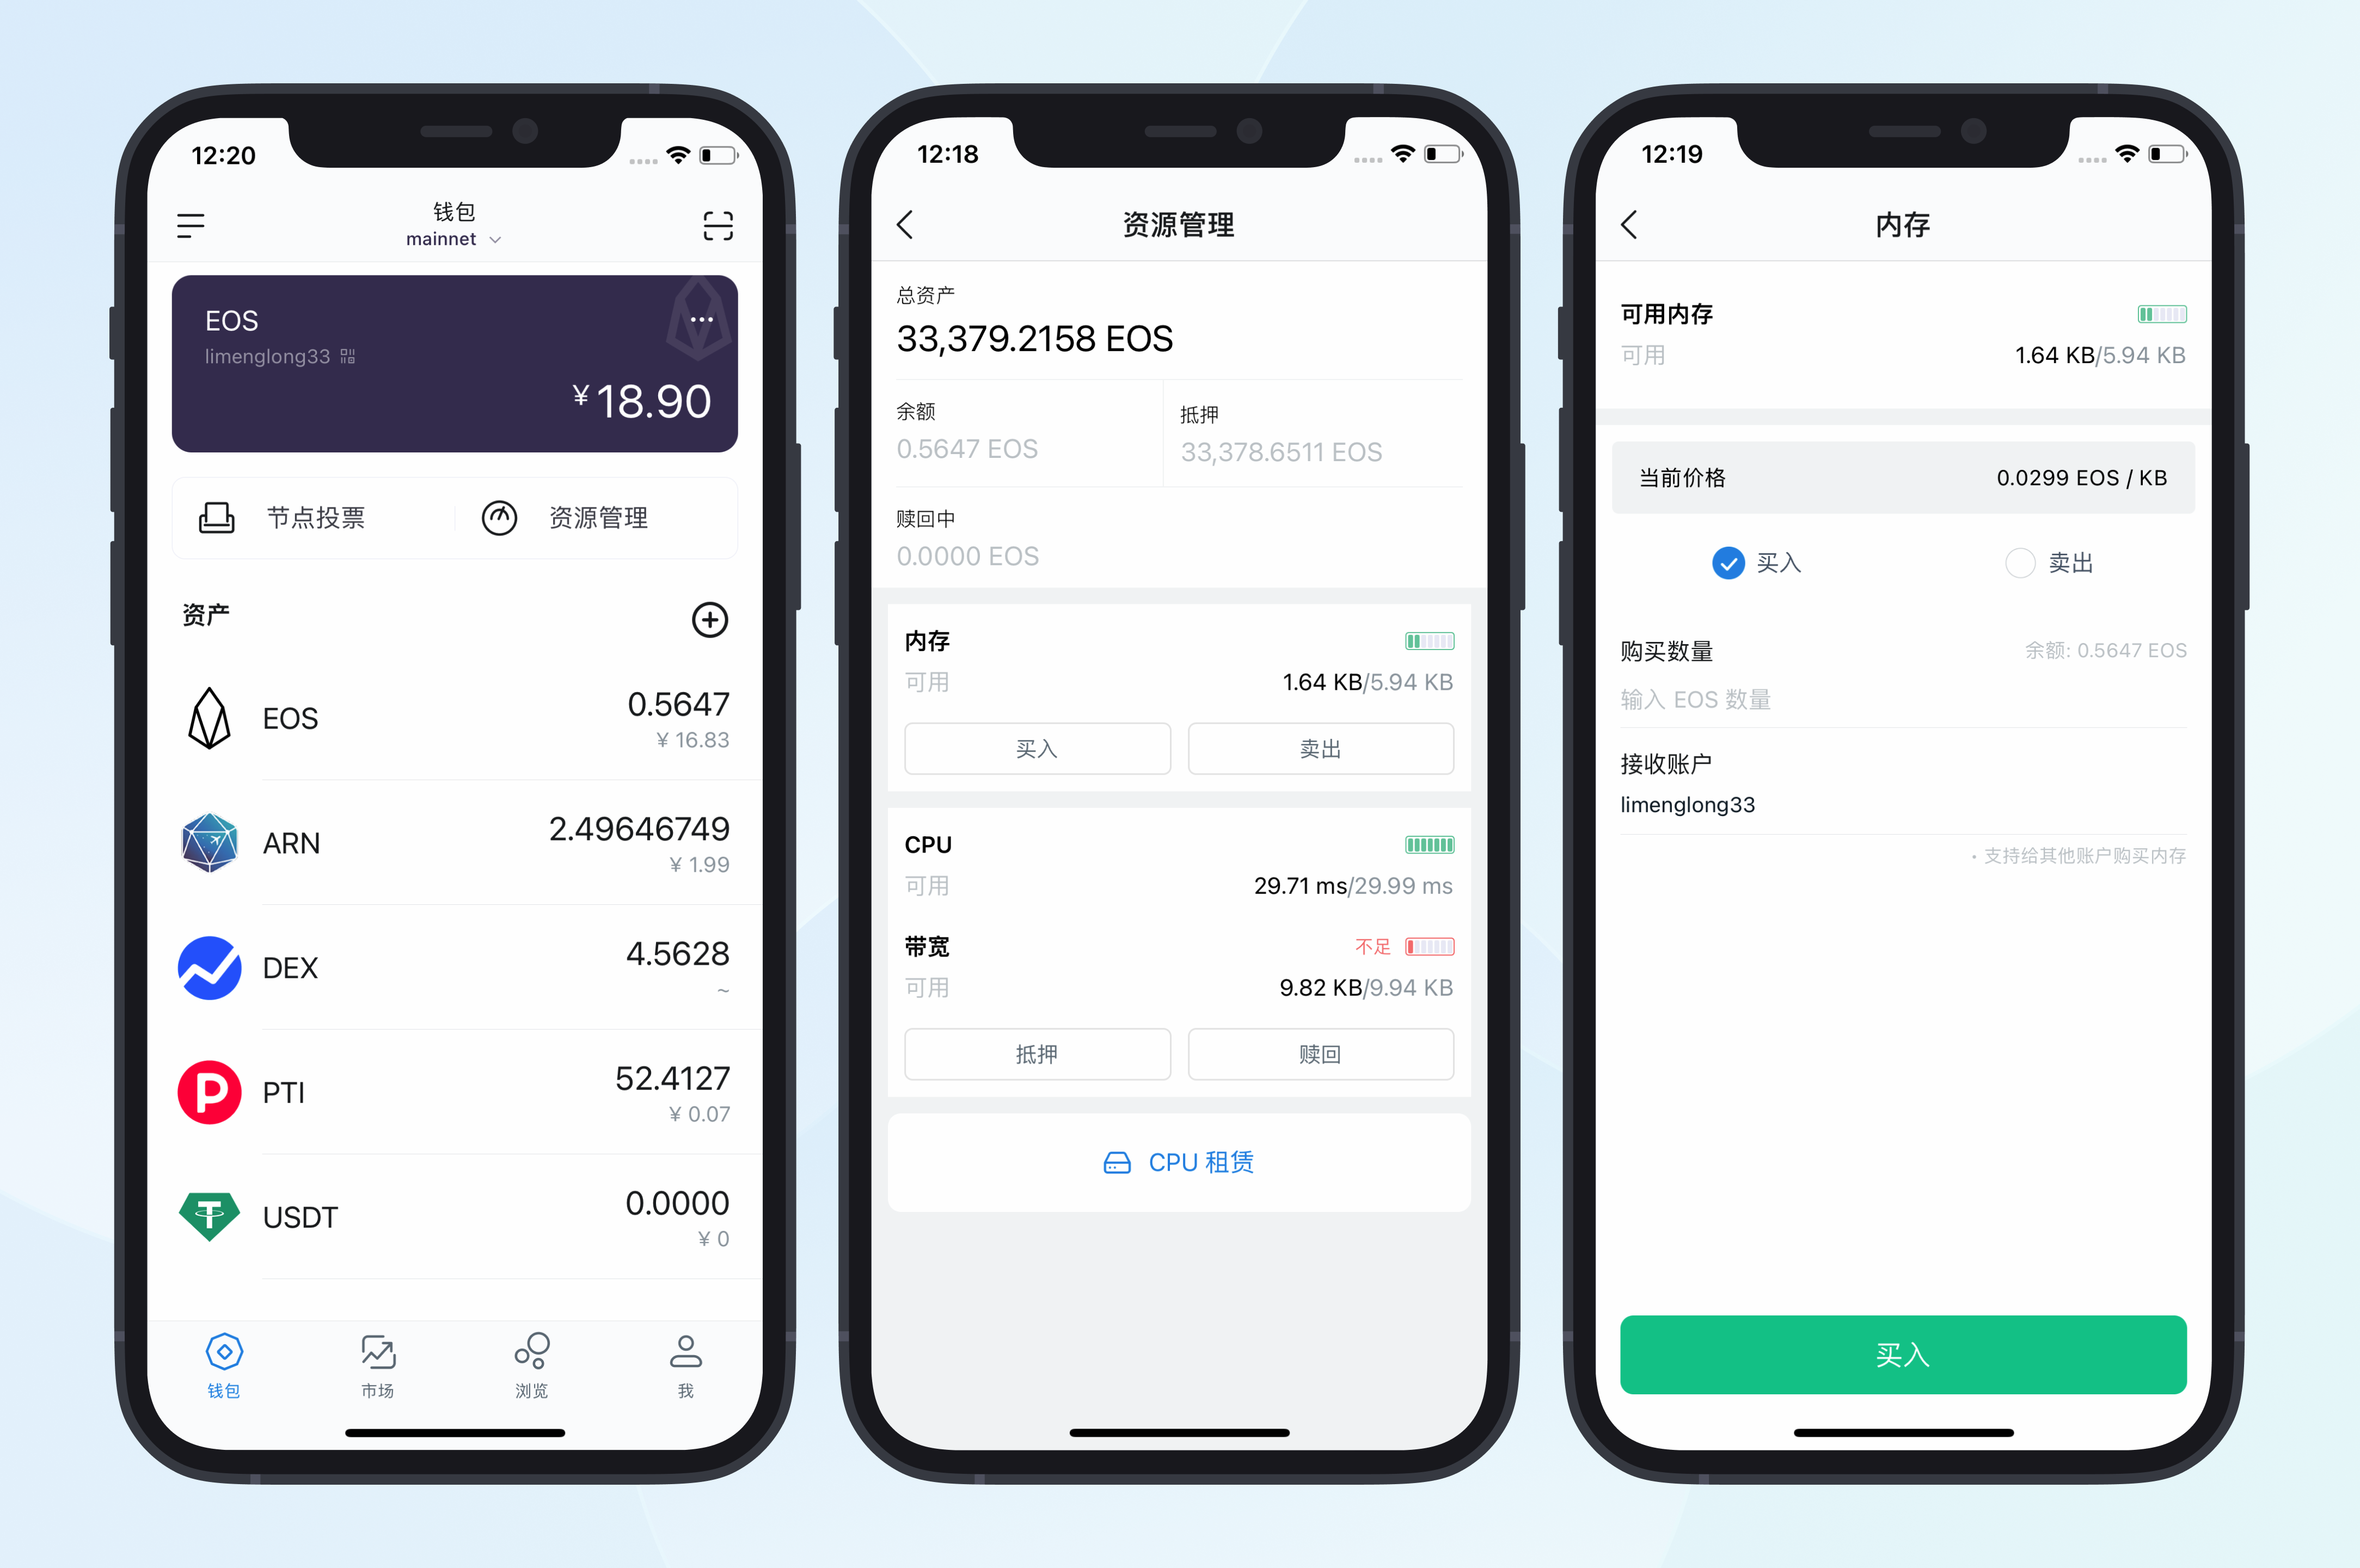 12:20
钱包
mainnet
EOS
limenglong33
¥ 18.90
节点投票
资源管理
资产
EOS
0.5647
¥ 16.83
ARN
2.49646749
¥ 1.99
DEX
4.5628
~
PTI
52.4127
¥ 0.07
USDT
0.0000
¥ 0
钱包
市场
浏览
我
12:18
资源管理
总资产
33,379.2158 EOS
余额
0.5647 EOS
抵押
33,378.6511 EOS
赎回中
0.0000 EOS
内存
可用
1.64 KB/5.94 KB
买入
卖出
CPU
可用
29.71 ms/29.99 ms
带宽
不足
可用
9.82 KB/9.94 KB
抵押
赎回
CPU 租赁
12:19
内存
可用内存
可用
1.64 KB/5.94 KB
当前价格
0.0299 EOS / KB
买入
卖出
购买数量
余额: 0.5647 EOS
输入 EOS 数量
接收账户
limenglong33
• 支持给其他账户购买内存
买入